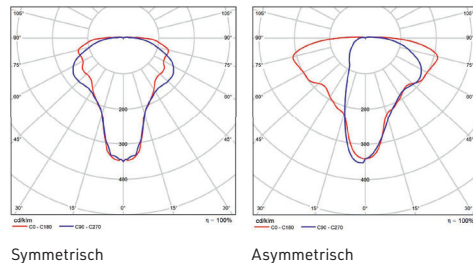 105° 105° 105° 105°
90° 90° 90° 90°
75° 75° 75° 75°
60° 60° 60° 60°
200 200
45° 45° 45° 45°
300 300
400 400
30° 15° 0° 15° 30° 30° 15° 0° 15° 30°
cd/klm η = 100% cd/klm η = 100%
C0 - C180 C90 - C270 C0 - C180 C90 - C270
Symmetrisch Asymmetrisch